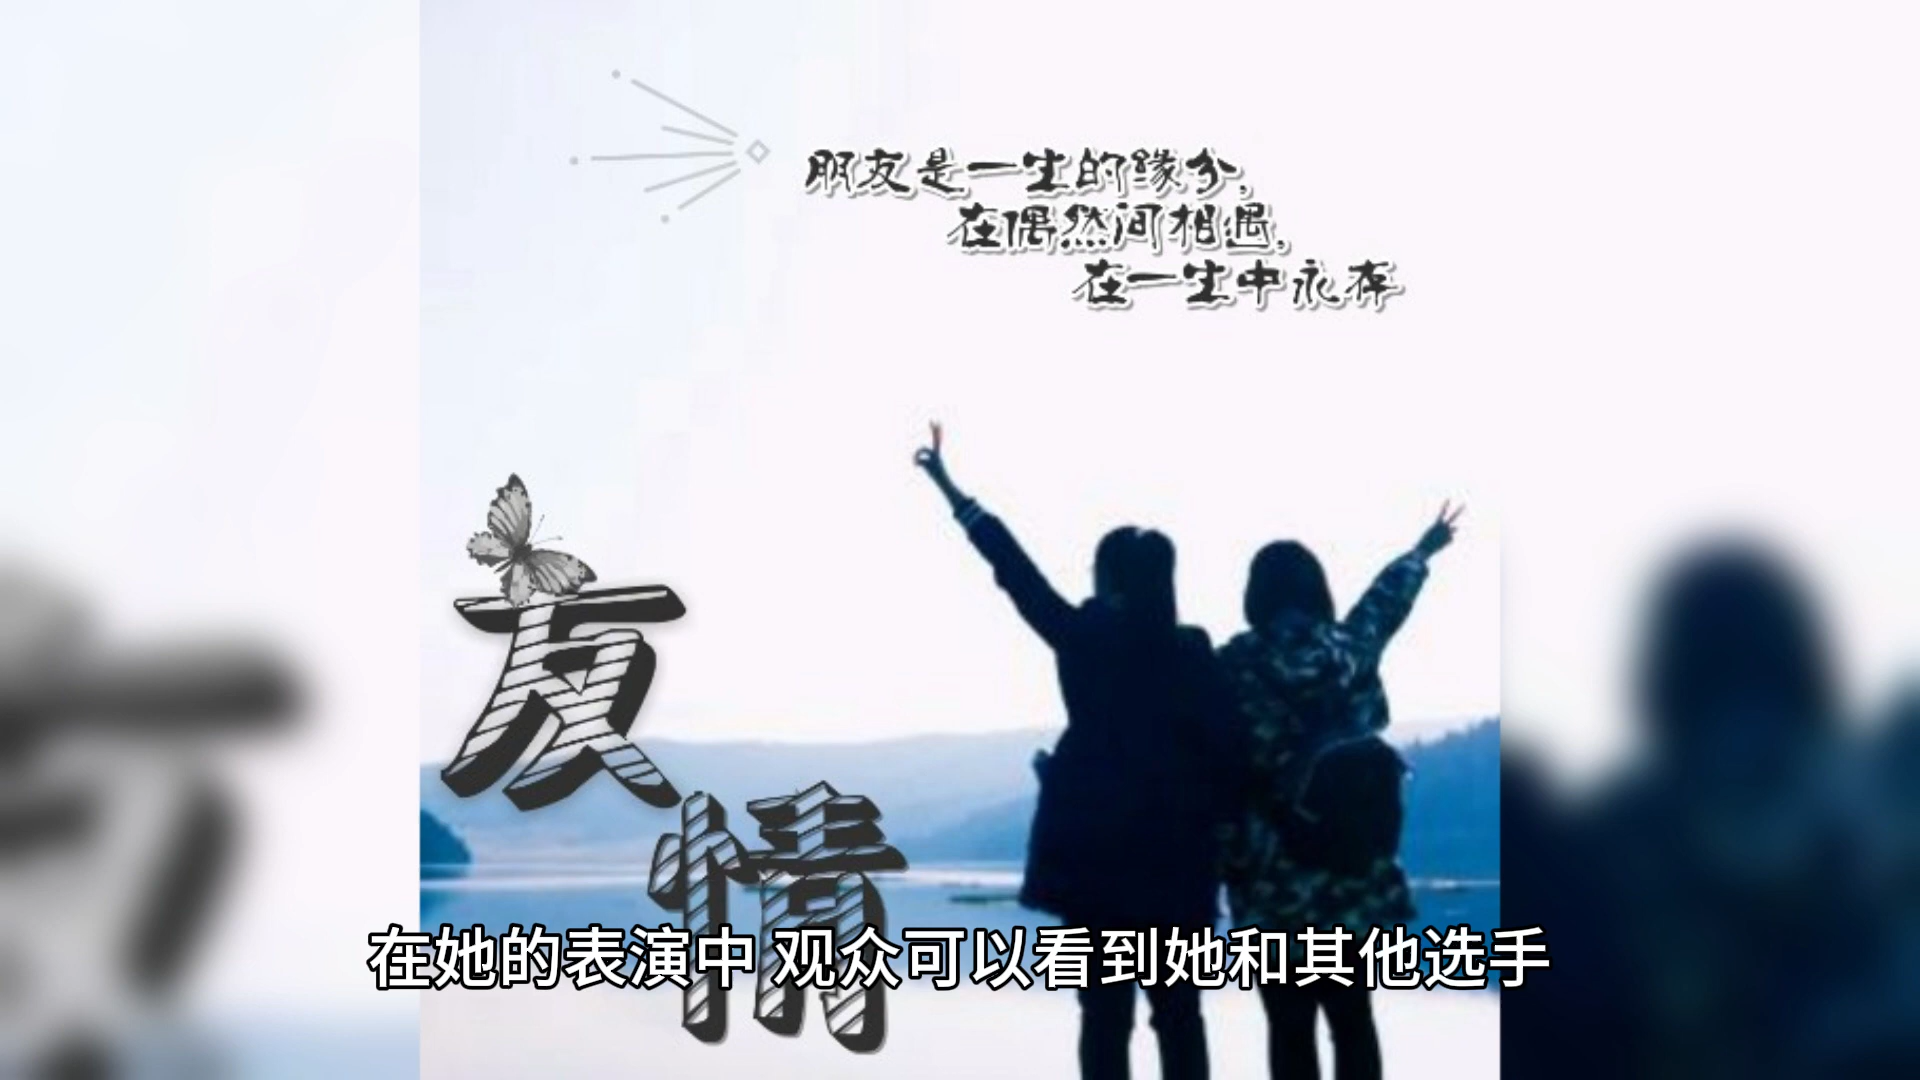 朋友是一生的缘分,
在偶然间相遇,
在一生中永存
友
情
在她的表演中 观众可以看到她和其他选手